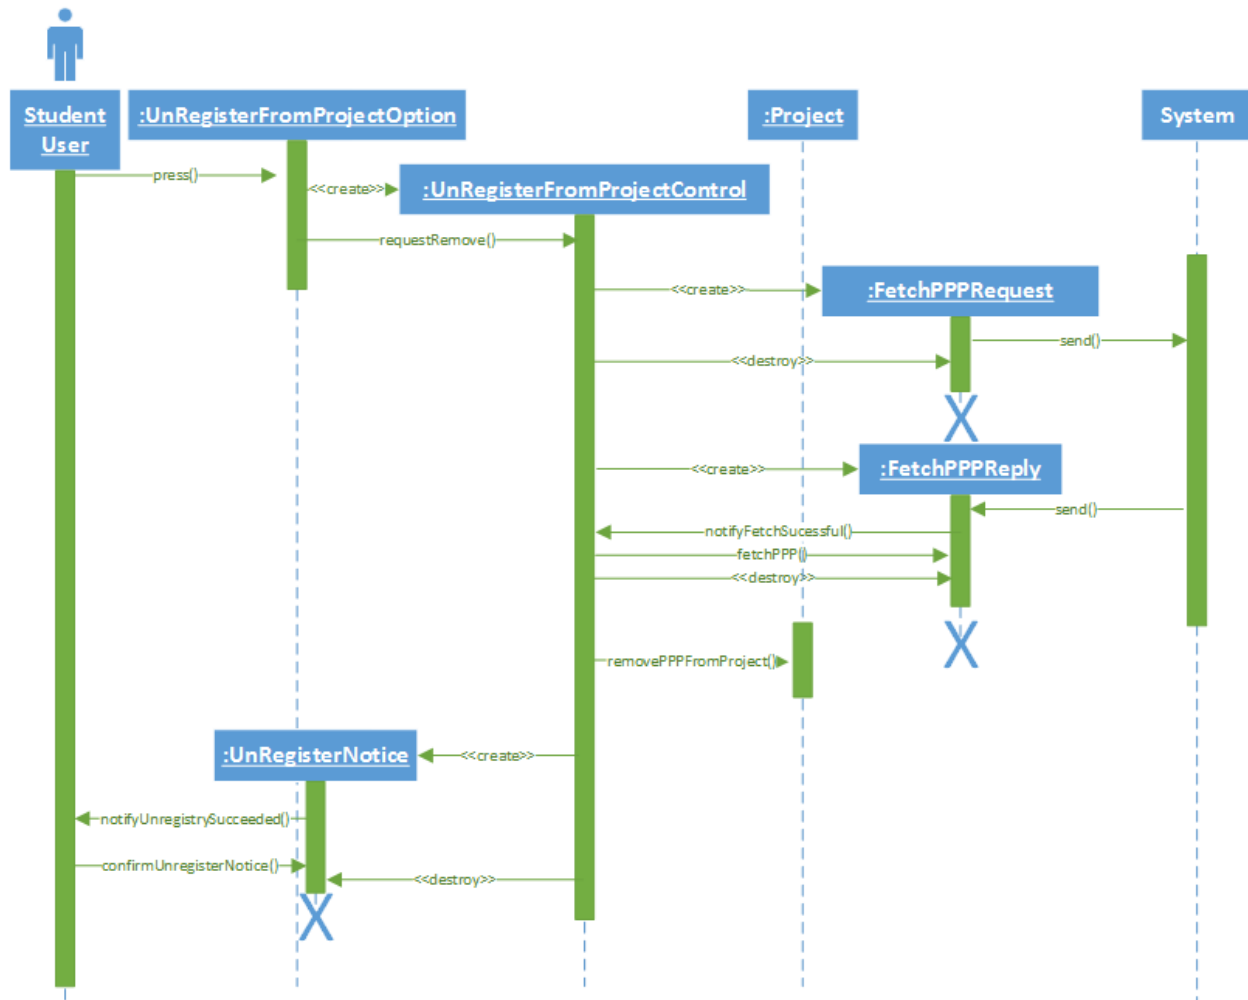 Student
User
:UnRegisterFromProjectOption
:Project
System
press()
<<create>>
:UnRegisterFromProjectControl
requestRemove()
<<create>>
:FetchPPPRequest
send()
<<destroy>>
X
<<create>>
:FetchPPPReply
send()
notifyFetchSucessful()
fetchPPP()
<<destroy>>
X
removePPPFromProject()
:UnRegisterNotice
<<create>>
notifyUnregistrySucceeded()
confirmUnregisterNotice()
<<destroy>>
X